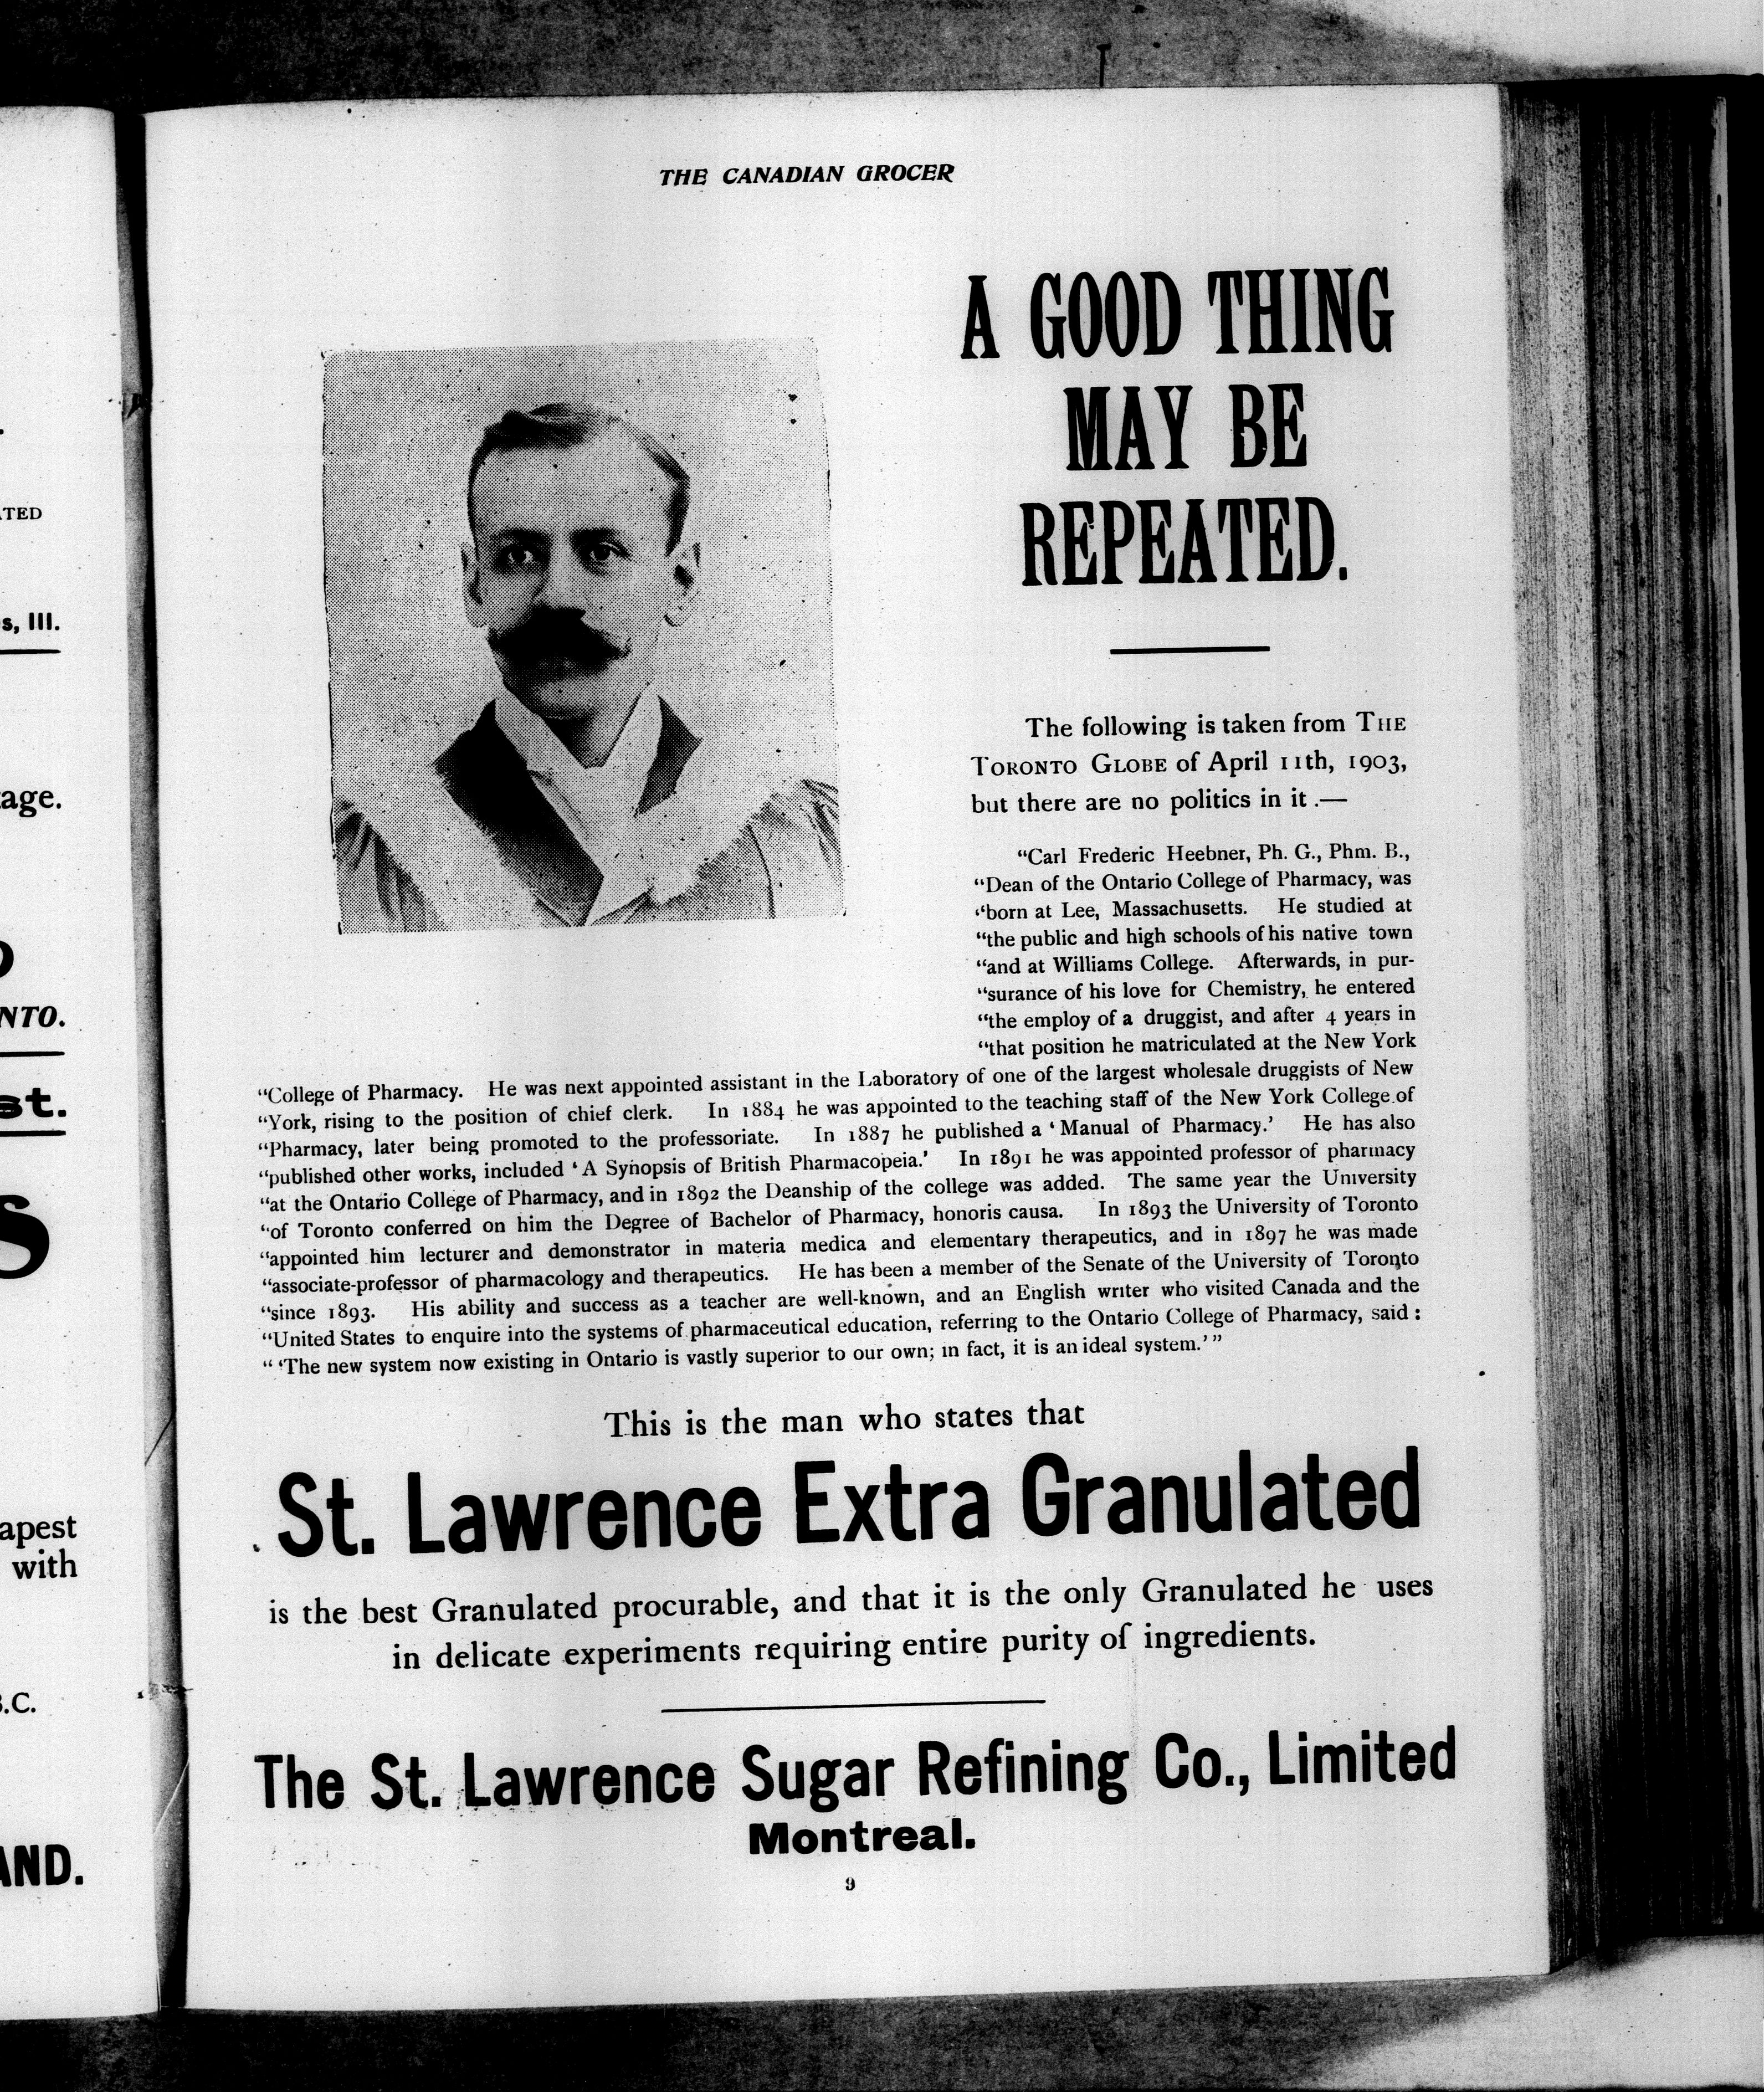 THE CANADIAN GROCER
A GOOD THING
MAY BE
REPEATED.
The following is taken from THE
TORONTO GLOBE of April 11th, 1903,
but there are no politics in it.—
"Carl Frederic Heebner, Ph. G., Phm. B.,
"Dean of the Ontario College of Pharmacy, was
"born at Lee, Massachusetts. He studied at
"the public and high schools of his native town
"and at Williams College. Afterwards, in pur-
"surance of his love for Chemistry, he entered
"the employ of a druggist, and after 4 years in
"that position he matriculated at the New York
"College of Pharmacy. He was next appointed assistant in the Laboratory of one of the largest wholesale druggists of New
"York, rising to the position of chief clerk. In 1884 he was appointed to the teaching staff of the New York College of
"Pharmacy, later being promoted to the professoriate. In 1887 he published a 'Manual of Pharmacy.' He has also
"published other works, included 'A Synopsis of British Pharmacopeia.' In 1891 he was appointed professor of pharmacy
"at the Ontario College of Pharmacy, and in 1892 the Deanship of the college was added. The same year the University
"of Toronto conferred on him the Degree of Bachelor of Pharmacy, honoris causa. In 1893 the University of Toronto
"appointed him lecturer and demonstrator in materia medica and elementary therapeutics, and in 1897 he was made
"associate-professor of pharmacology and therapeutics. He has been a member of the Senate of the University of Toronto
"since 1893. His ability and success as a teacher are well-known, and an English writer who visited Canada and the
"United States to enquire into the systems of pharmaceutical education, referring to the Ontario College of Pharmacy, said:
" 'The new system now existing in Ontario is vastly superior to our own; in fact, it is an ideal system.' "
This is the man who states that
St. Lawrence Extra Granulated
is the best Granulated procurable, and that it is the only Granulated he uses
in delicate experiments requiring entire purity of ingredients.
The St. Lawrence Sugar Refining Co., Limited
Montreal.
9
s, Ill.
NTO.
st.
with
B.C.
AND.